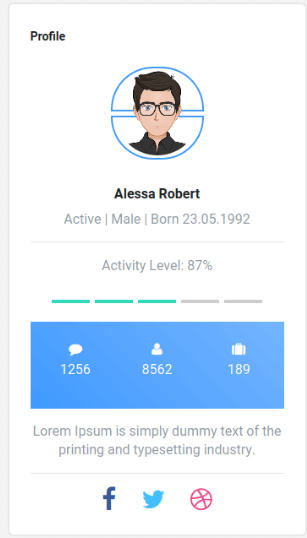 Profile
Alessa Robert
Active | Male | Born 23.05.1992
Activity Level: 87%
1256 8562 189
Lorem Ipsum is simply dummy text of the
printing and typesetting industry.